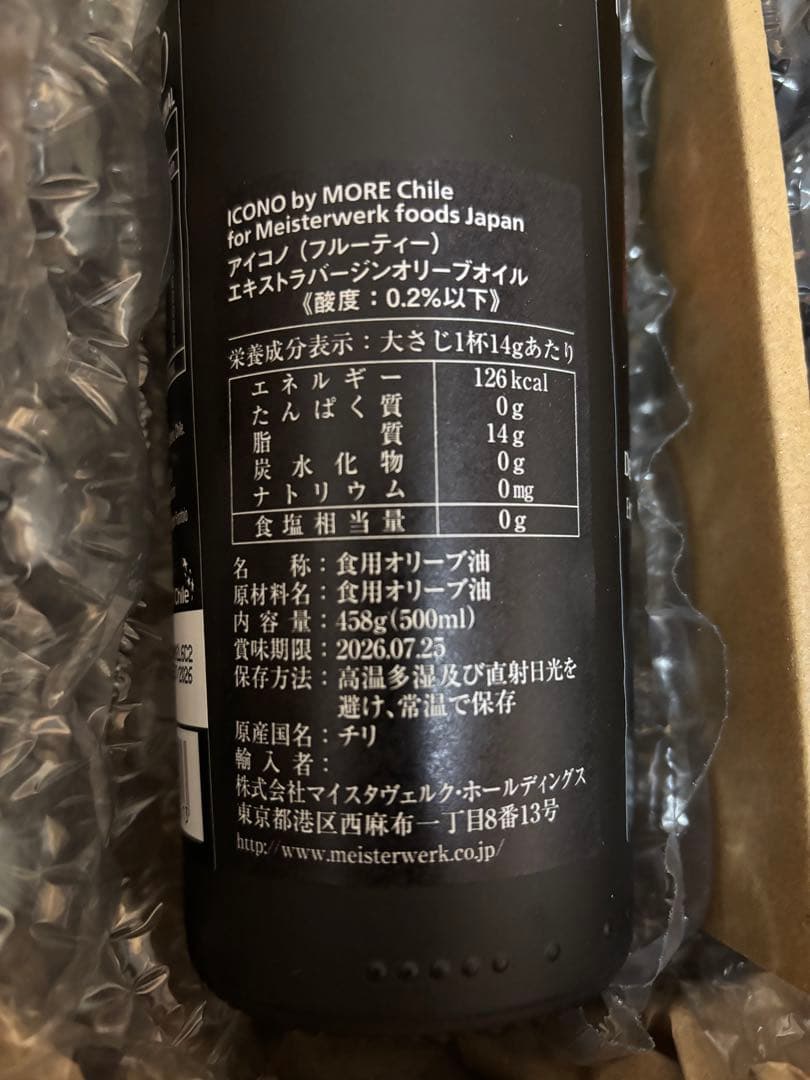 ICONO by MORE Chile
for Meisterwerk foods Japan
アイコノ（フルーティー）
エキストラバージンオリーブオイル
《酸度：0.2%以下》
栄養成分表示：大さじ1杯14gあたり
エネルギー 126kcal
たんぱく質 0g
脂質 14g
炭水化物 0g
ナトリウム 0mg
食塩相当量 0g
名称：食用オリーブ油
原材料名：食用オリーブ油
内容量：458g(500ml)
賞味期限：2026.07.25
保存方法：高温多湿及び直射日光を
避け、常温で保存
原産国名：チリ
輸入者：
株式会社マイスタヴェルク・ホールディングス
東京都港区西麻布一丁目8番13号
http://www.meisterwerk.co.jp/
Chile
2026